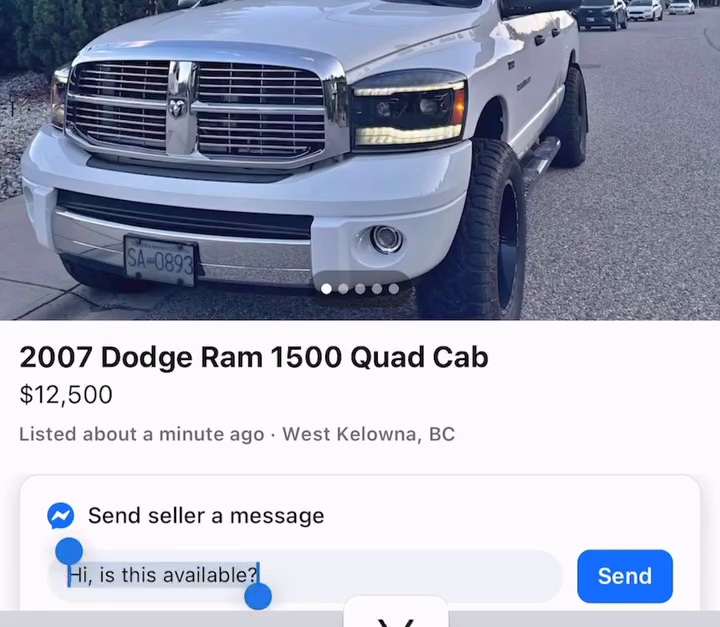 SA-0893
2007 Dodge Ram 1500 Quad Cab
$12,500
Listed about a minute ago · West Kelowna, BC
Send seller a message
Hi, is this available?
Send